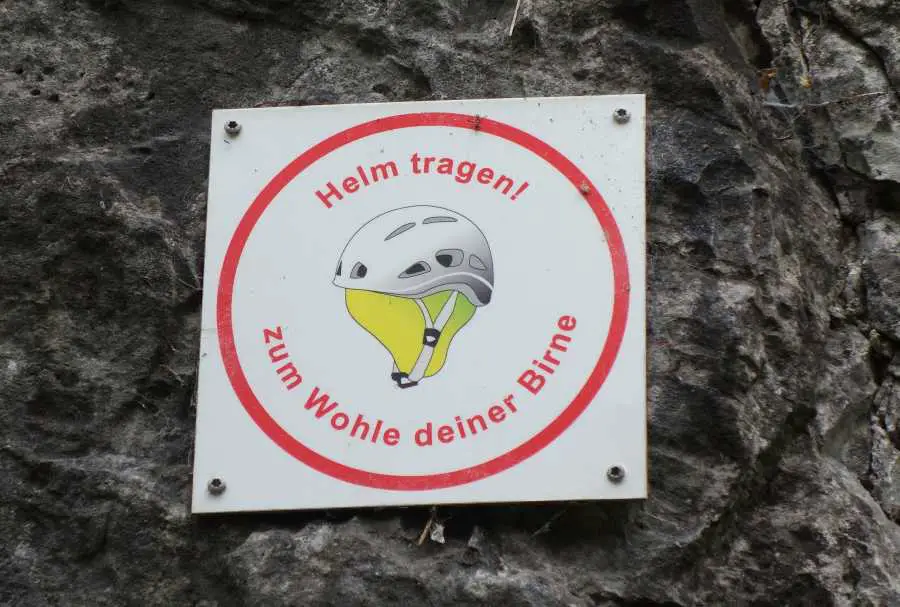 Helm tragen!
zum Wohle deiner Birne